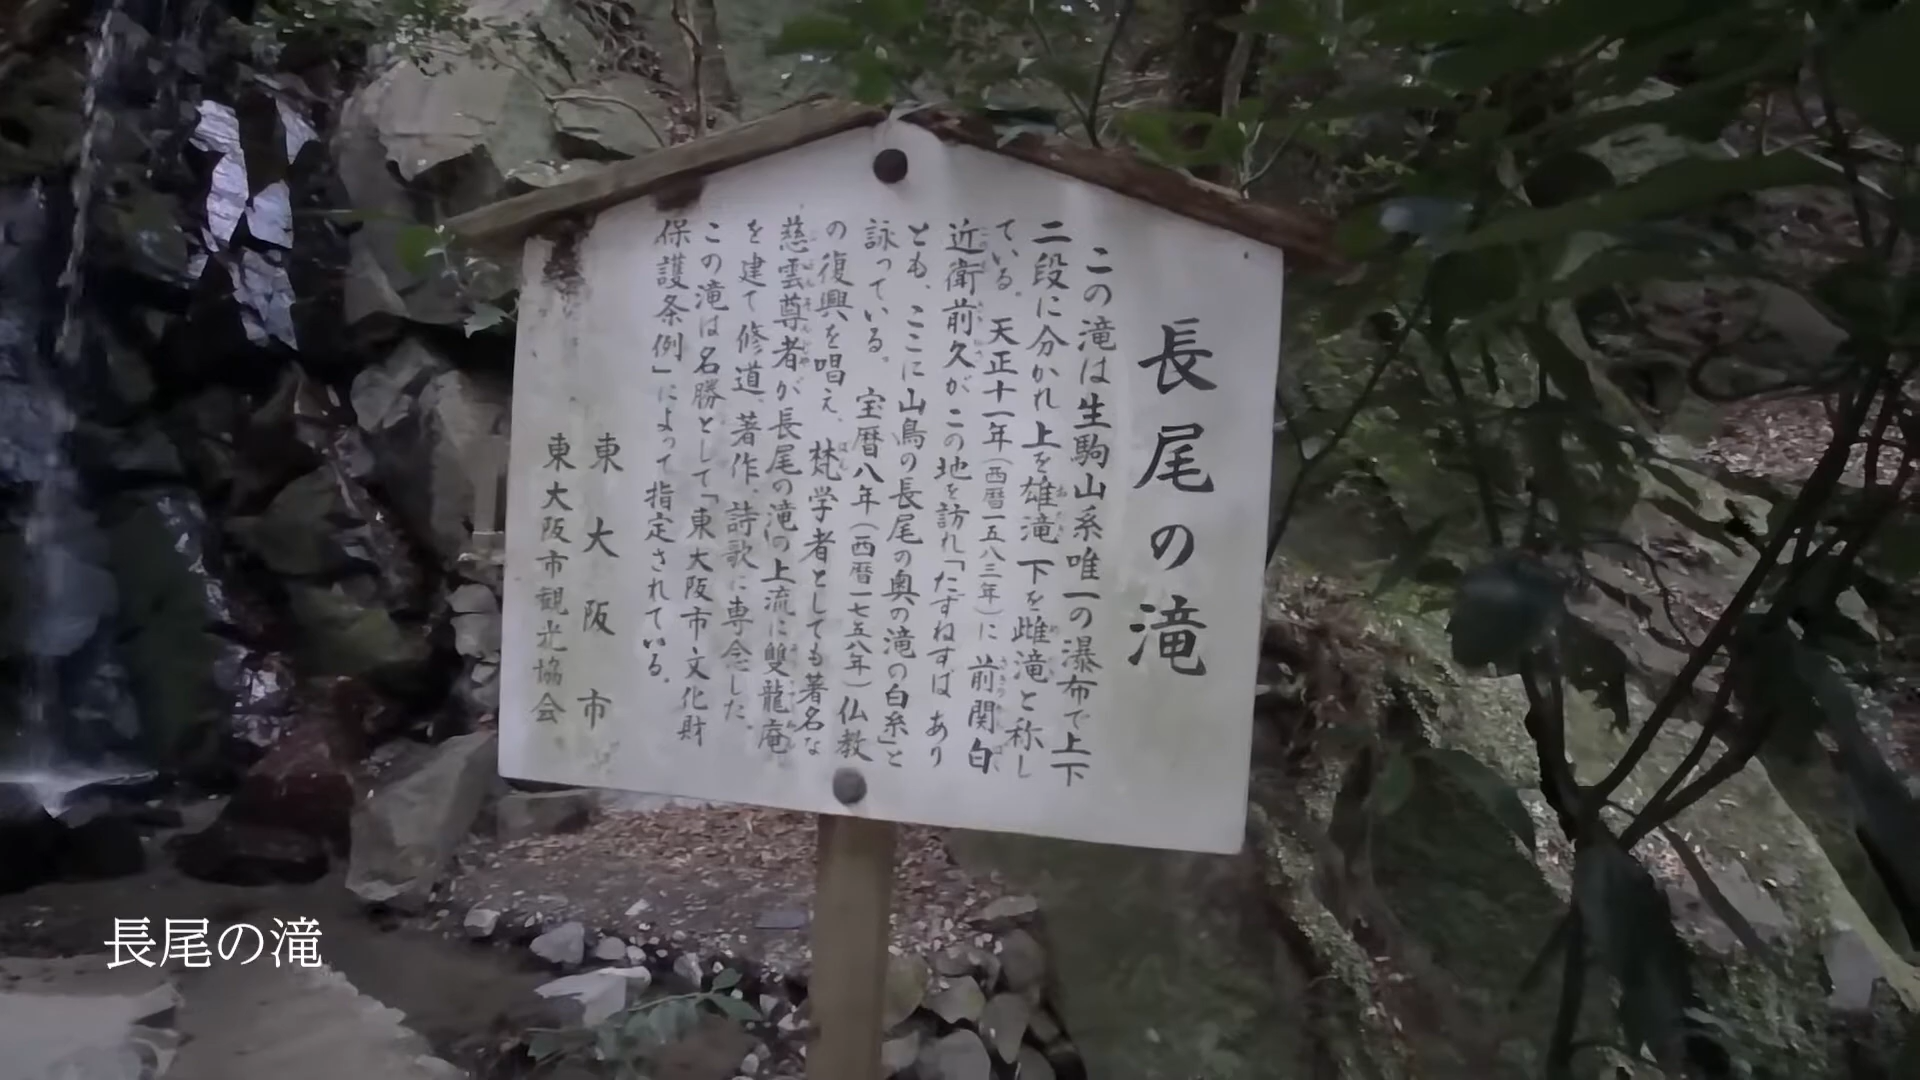 長尾の滝
この滝は生駒山系唯一の瀑布で上下
二段に分かれ上を雄滝下を雌滝と称し
ている。天正十一年(西暦一五八三年)に前関白
近衛前久がこの地を訪れ「たずねずば あり
とも、ここに山鳥の長尾の奥の滝の白糸」と
詠っている。宝暦八年(西暦一七五八年)仏教
の復興を唱え、梵学者としても著名な
慈雲尊者が長尾の滝の上流に雙龍庵
を建て修道、著作、詩歌に専念した。
この滝は名勝として「東大阪市文化財
保護条例」によって指定されている。
東大阪市
東大阪市観光協会
長尾の滝